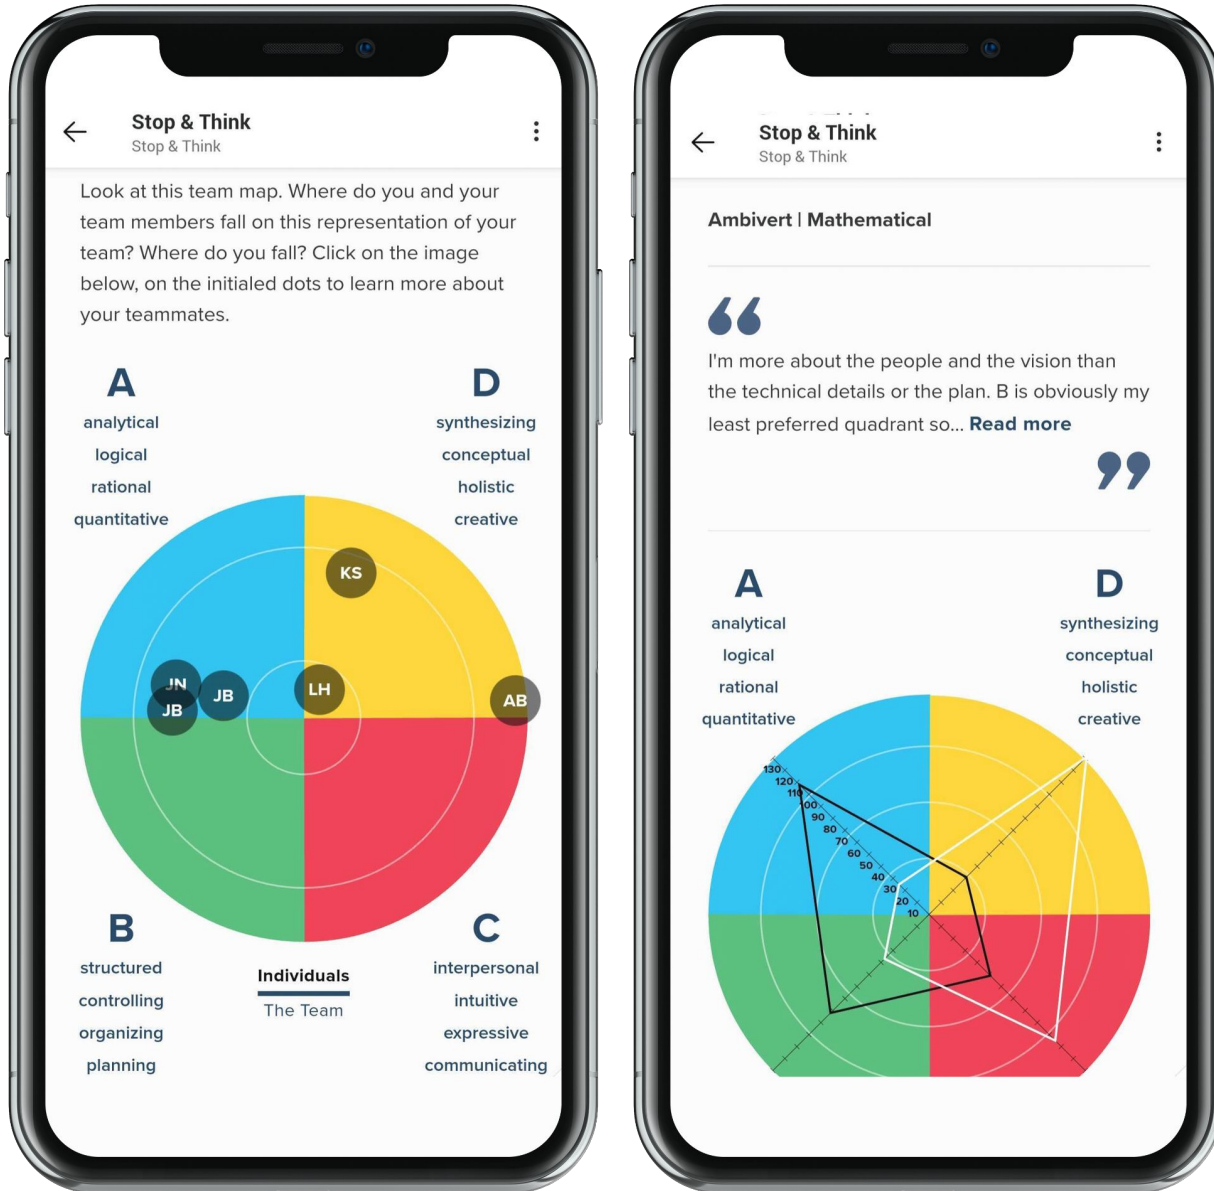 Stop & Think
Stop & Think
Look at this team map. Where do you and your
team members fall on this representation of your
team? Where do you fall? Click on the image
below, on the initialed dots to learn more about
your teammates.
A
analytical
logical
rational
quantitative
D
synthesizing
conceptual
holistic
creative
KS
JN
JB
JB
LH
AB
B
structured
controlling
organizing
planning
Individuals
The Team
C
interpersonal
intuitive
expressive
communicating
Stop & Think
Stop & Think
Ambivert | Mathematical
“
I'm more about the people and the vision than
the technical details or the plan. B is obviously my
least preferred quadrant so... Read more
”
A
analytical
logical
rational
quantitative
D
synthesizing
conceptual
holistic
creative
130
120
110
100
90
80
70
60
50
40
30
20
10